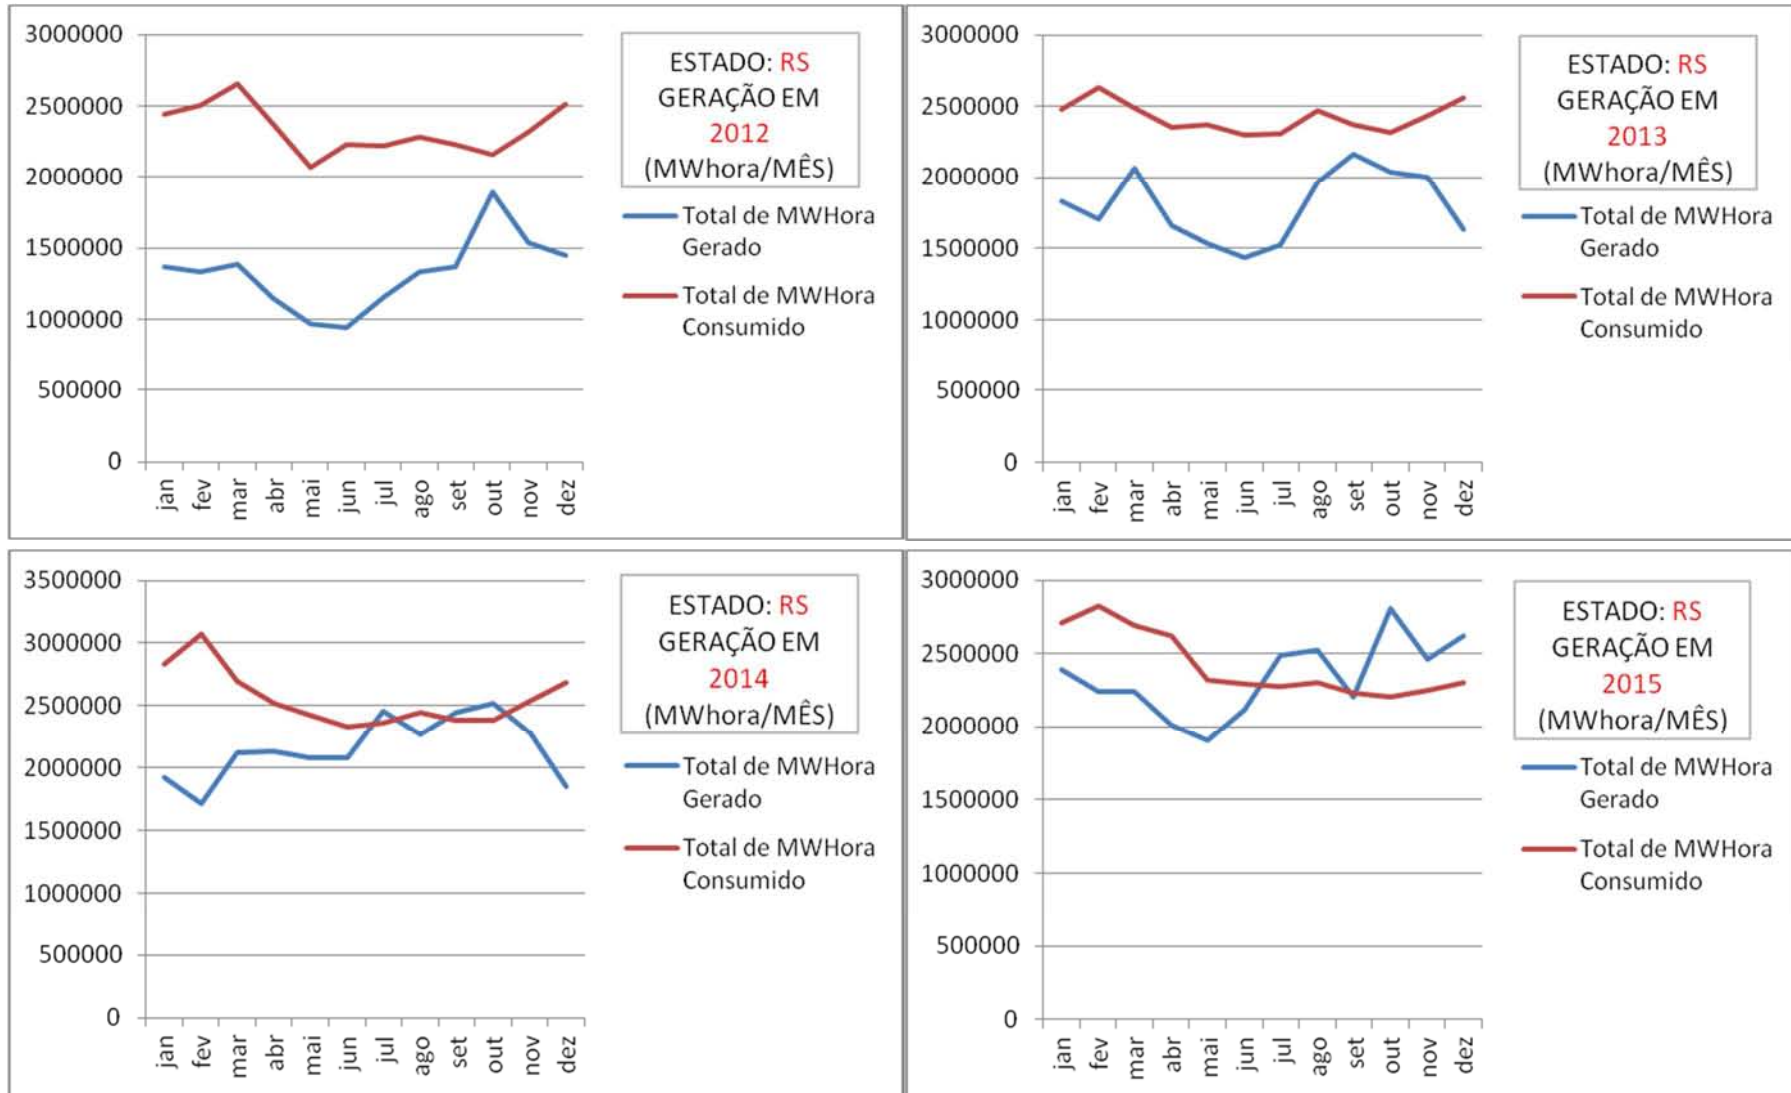 3000000
2500000
2000000
1500000
1000000
500000
0
jan
fev
mar
abr
mai
jun
jul
ago
set
out
nov
dez
ESTADO: RS
GERAÇÃO EM
2012
(MWhora/MÊS)
Total de MWHora
Gerado
Total de MWHora
Consumido
3000000
2500000
2000000
1500000
1000000
500000
0
jan
fev
mar
abr
mai
jun
jul
ago
set
out
nov
dez
ESTADO: RS
GERAÇÃO EM
2013
(MWhora/MÊS)
Total de MWHora
Gerado
Total de MWHora
Consumido
3500000
3000000
2500000
2000000
1500000
1000000
500000
0
jan
fev
mar
abr
mai
jun
jul
ago
set
out
nov
dez
ESTADO: RS
GERAÇÃO EM
2014
(MWhora/MÊS)
Total de MWHora
Gerado
Total de MWHora
Consumido
3000000
2500000
2000000
1500000
1000000
500000
0
jan
fev
mar
abr
mai
jun
jul
ago
set
out
nov
dez
ESTADO: RS
GERAÇÃO EM
2015
(MWhora/MÊS)
Total de MWHora
Gerado
Total de MWHora
Consumido